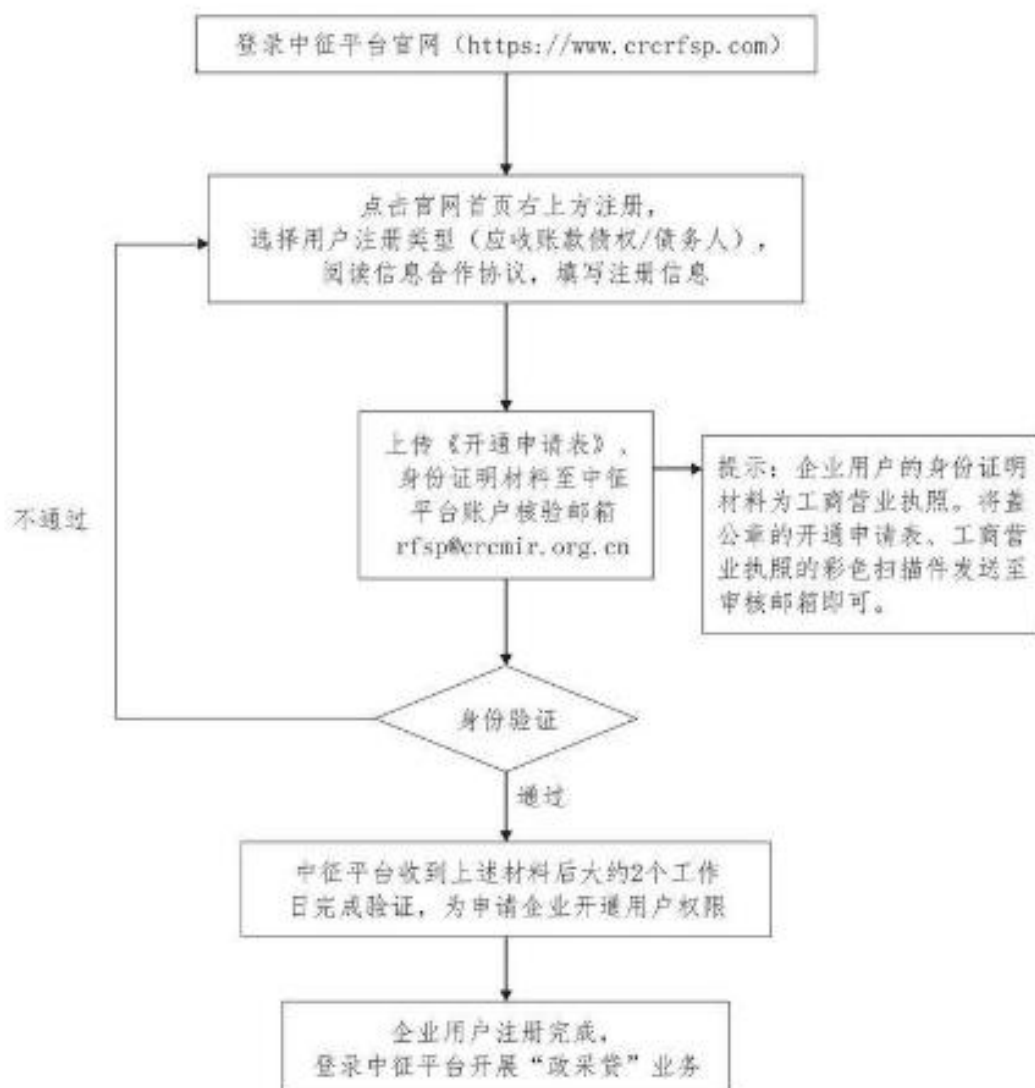 登录中征平台官网（https://www.crcrfsp.com）
点击官网首页右上方注册，
选择用户注册类型（应收账款债权/债务人），
阅读信息合作协议，填写注册信息
上传《开通申请表》、
身份证明材料至中征
平台账户核验邮箱
rfsp@crcmir.org.cn
提示：企业用户的身份证明
材料为工商营业执照。将盖
公章的开通申请表、工商营
业执照的彩色扫描件发送至
审核邮箱即可。
不通过
身份验证
通过
中征平台收到上述材料后大约2个工作
日完成验证，为申请企业开通用户权限
企业用户注册完成，
登录中征平台开展“政采贷”业务